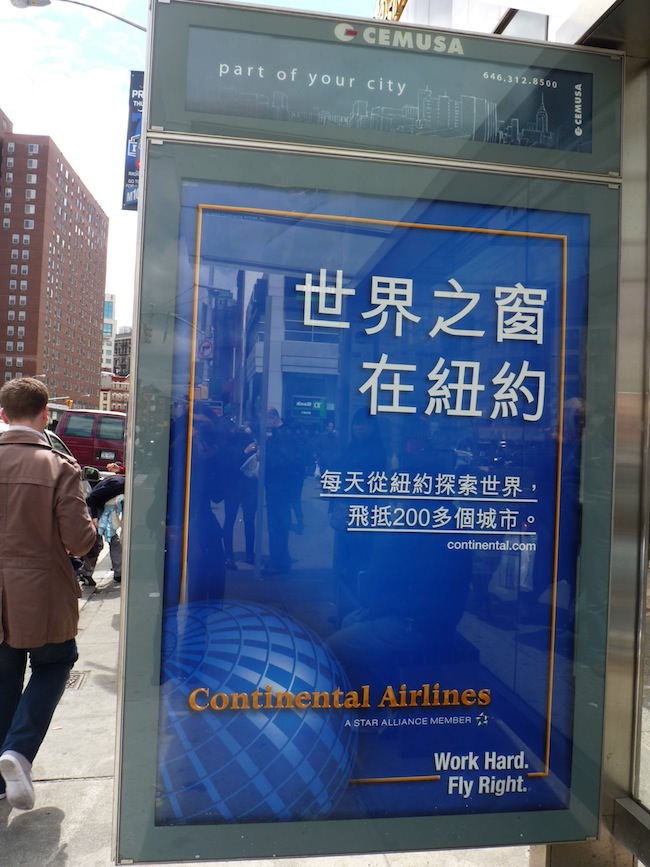 CEMUSA
part of your city
646.312.8500
CEMUSA
世界之窗
在紐約
每天從紐約探索世界，
飛抵200多個城市。
continental.com
Continental Airlines
A STAR ALLIANCE MEMBER
Work Hard.
Fly Right.